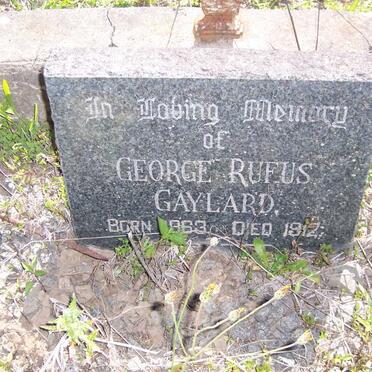 In Loving Memory
of
GEORGE RUFUS
GAYLARD.
BORN 1863. DIED 1912.